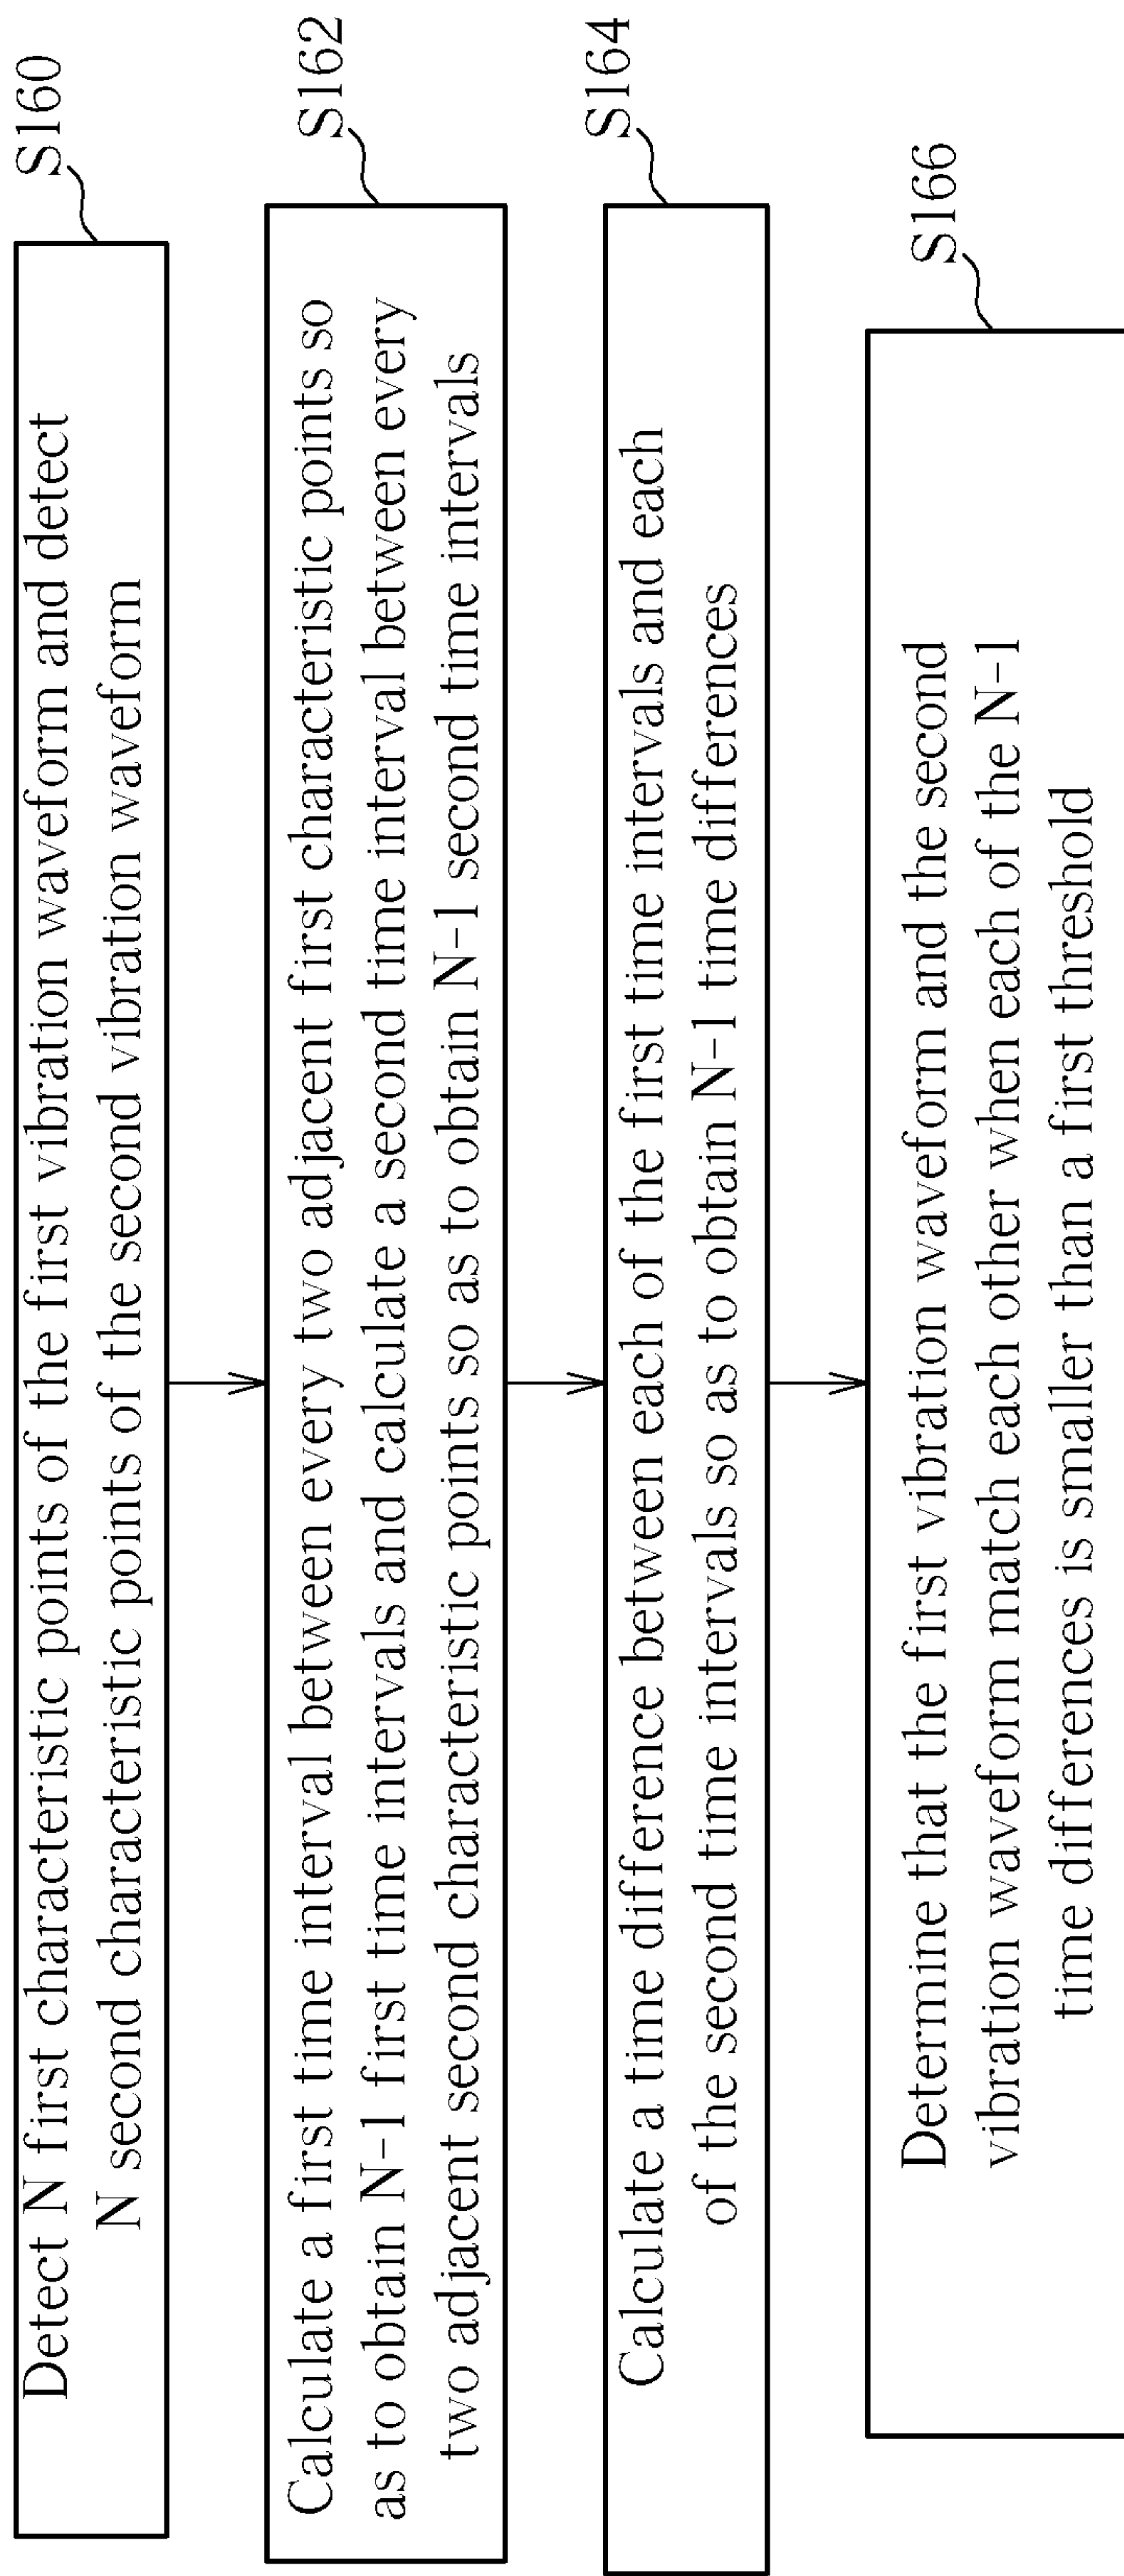 Detect N first characteristic points of the first vibration waveform and detect
N second characteristic points of the second vibration waveform
S160
Calculate a first time interval between every two adjacent first characteristic points so
as to obtain N-1 first time intervals and calculate a second time interval between every
two adjacent second characteristic points so as to obtain N-1 second time intervals
S162
Calculate a time difference between each of the first time intervals and each
of the second time intervals so as to obtain N-1 time differences
S164
Determine that the first vibration waveform and the second
vibration waveform match each other when each of the N-1
time differences is smaller than a first threshold
S166